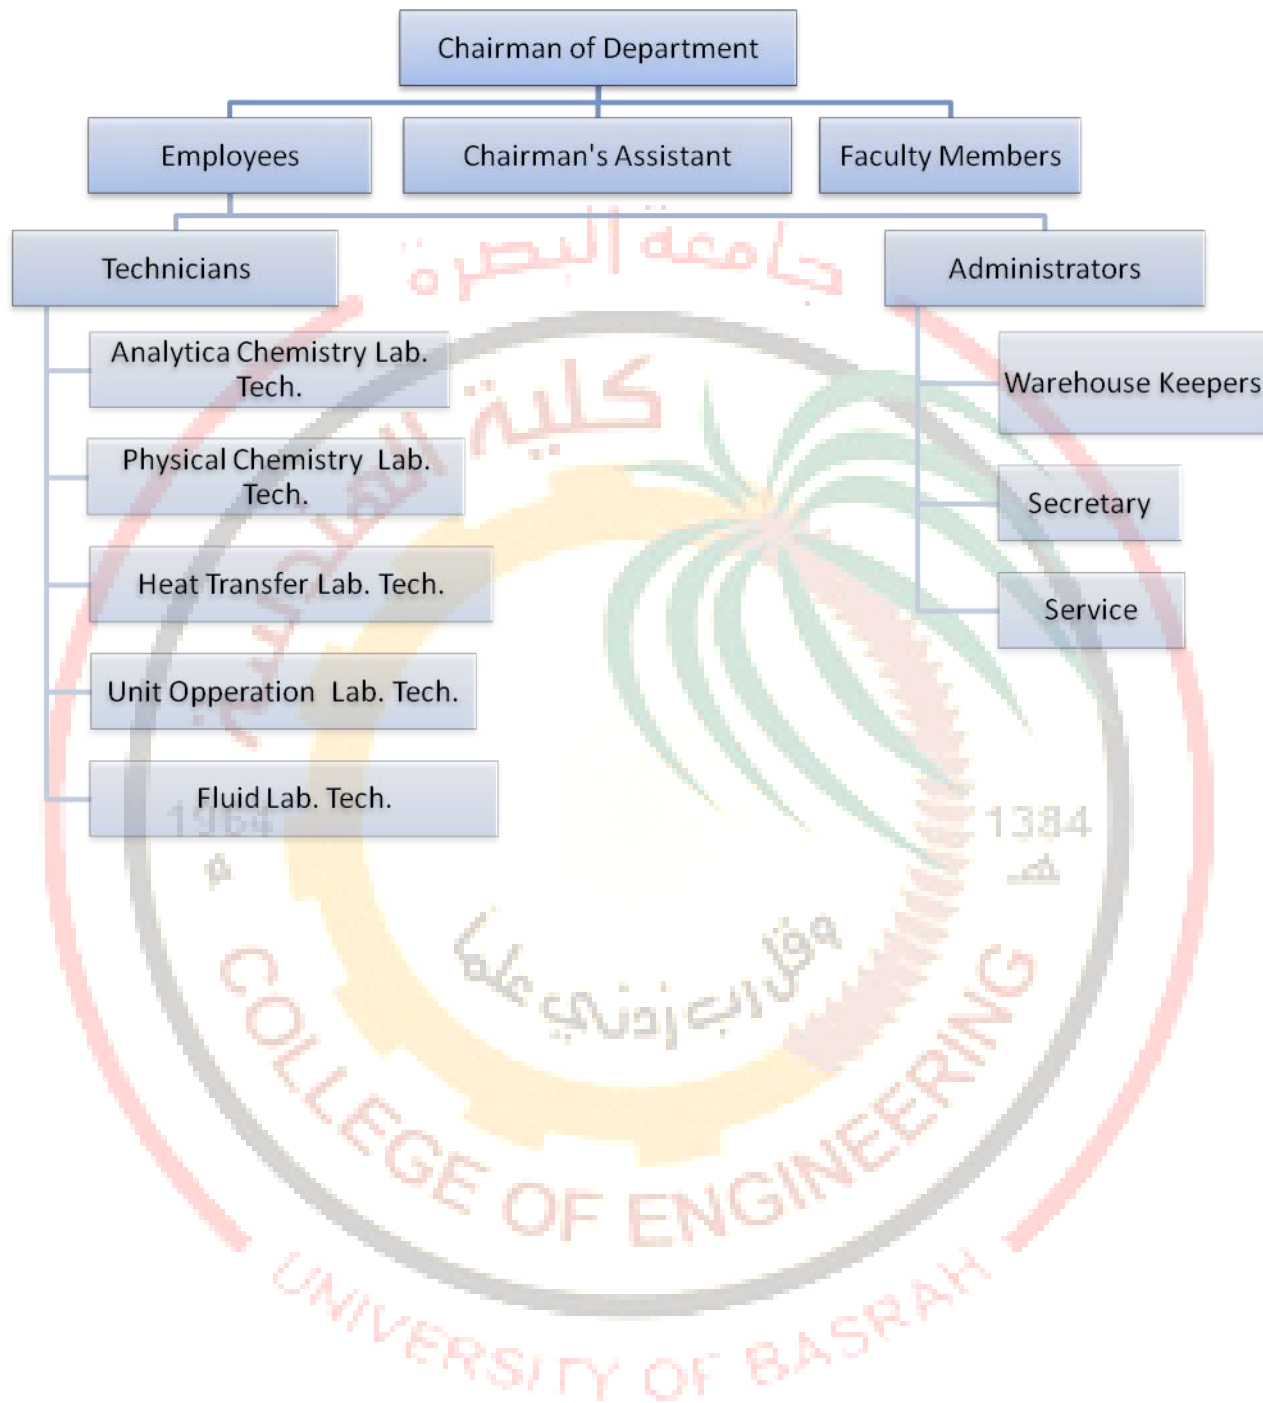 Chairman of Department
Employees
Chairman's Assistant
Faculty Members
Technicians
Administrators
Analytica Chemistry Lab.
Tech.
Physical Chemistry Lab.
Tech.
Heat Transfer Lab. Tech.
Unit Opperation Lab. Tech.
Fluid Lab. Tech.
Warehouse Keepers
Secretary
Service
جامعة البصرة
كلية الهندسة
1964
م
1384
هـ
وقل رب زدني علما
COLLEGE OF ENGINEERING
UNIVERSITY OF BASRAH